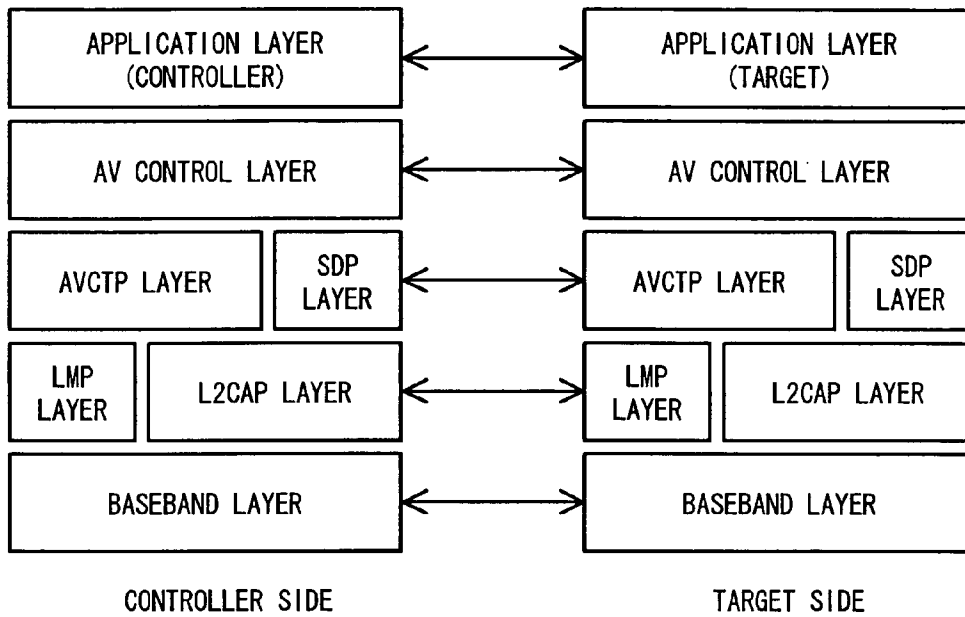 APPLICATION LAYER
(CONTROLLER)
APPLICATION LAYER
(TARGET)
AV CONTROL LAYER
AV CONTROL LAYER
AVCTP LAYER
SDP
LAYER
AVCTP LAYER
SDP
LAYER
LMP
LAYER
L2CAP LAYER
LMP
LAYER
L2CAP LAYER
BASEBAND LAYER
BASEBAND LAYER
CONTROLLER SIDE
TARGET SIDE